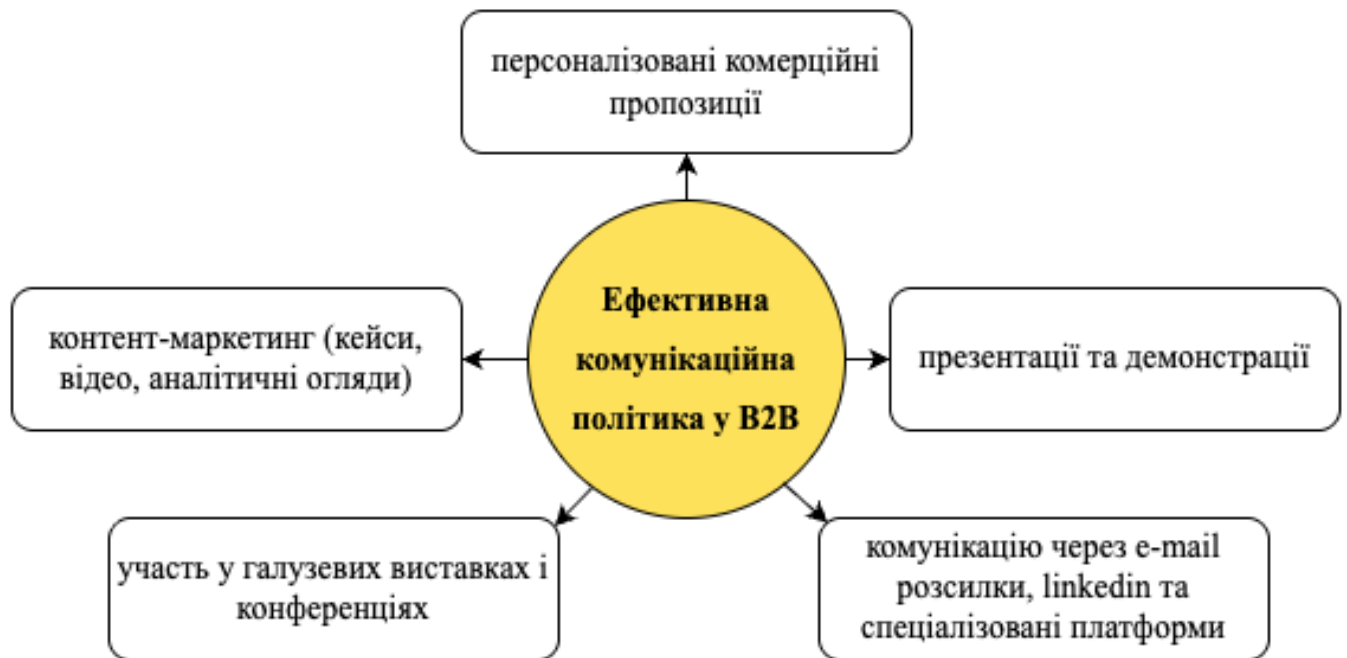 персоналізовані комерційні
пропозиції
контент-маркетинг (кейси,
відео, аналітичні огляди)
Ефективна
комунікаційна
політика у B2B
презентації та демонстрації
участь у галузевих виставках і
конференціях
комунікацію через e-mail
розсилки, linkedin та
спеціалізовані платформи